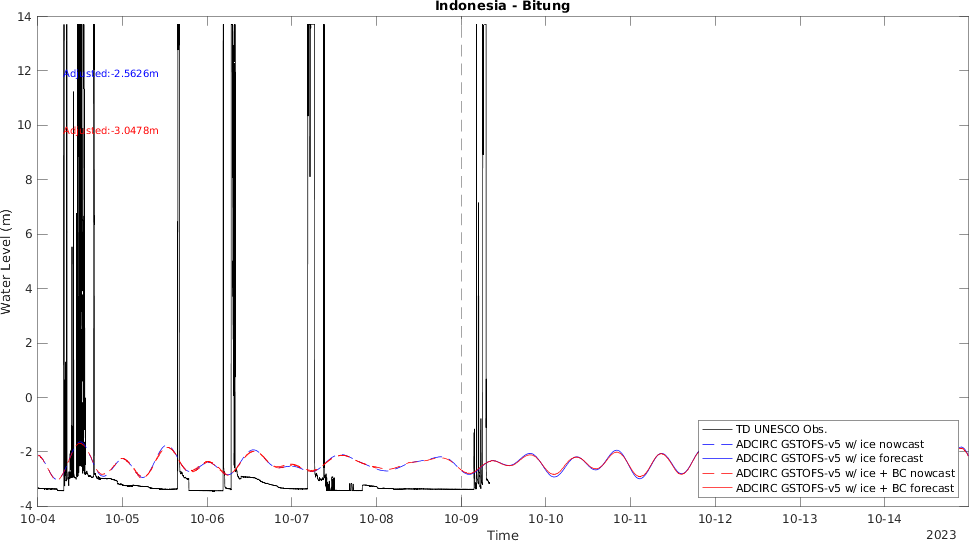 Indonesia - Bitung
14
12
10
8
6
4
2
0
-2
-4
Water Level (m)
Adjusted:-2.5626m
Adjusted:-3.0478m
TD UNESCO Obs.
ADCIRC GSTOFS-v5 w/ ice nowcast
ADCIRC GSTOFS-v5 w/ ice forecast
ADCIRC GSTOFS-v5 w/ ice + BC nowcast
ADCIRC GSTOFS-v5 w/ ice + BC forecast
10-04 10-05 10-06 10-07 10-08 10-09 10-10 10-11 10-12 10-13 10-14
Time
2023